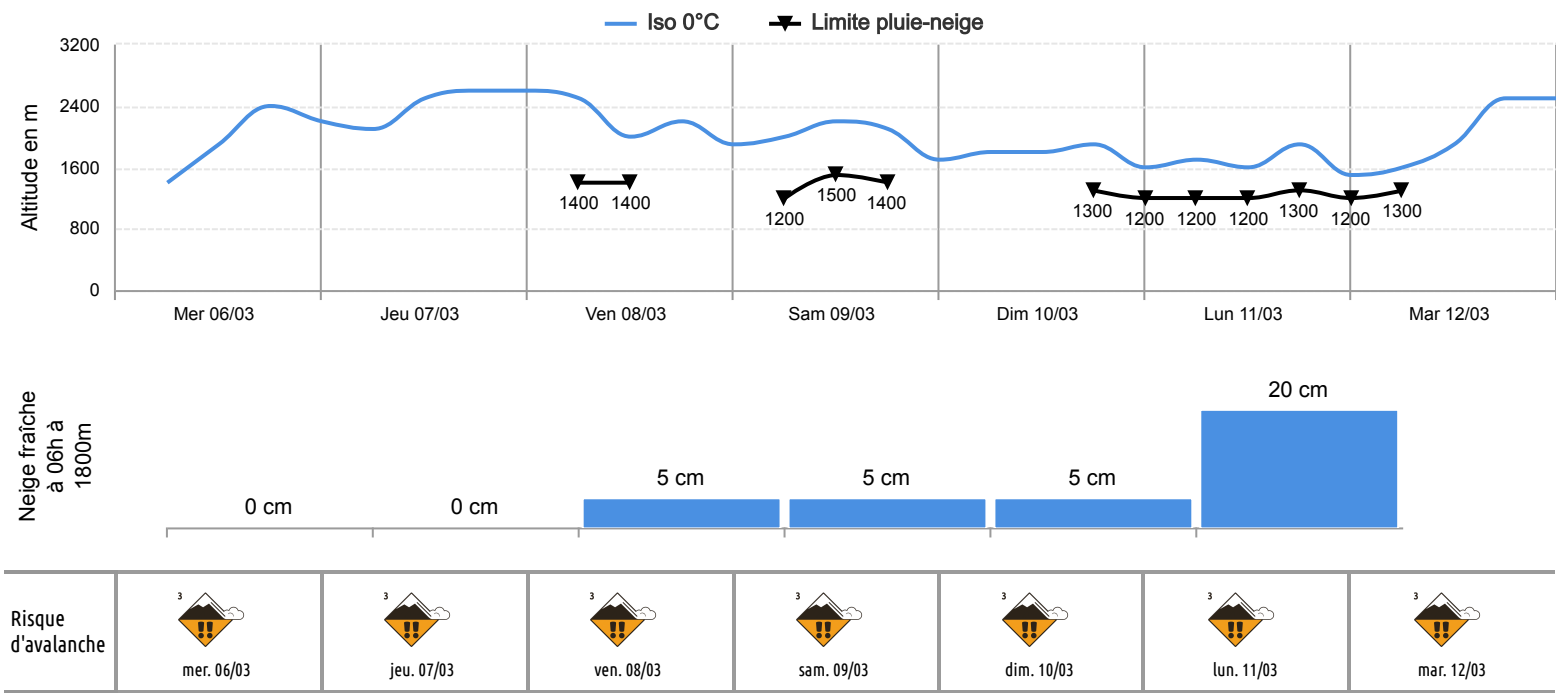 Iso 0°C Limite pluie-neige
Altitude en m
3200
2400
1600
800
0
1400 1400 1200 1500 1400 1300 1200 1200 1200 1300 1200 1300
Mer 06/03 Jeu 07/03 Ven 08/03 Sam 09/03 Dim 10/03 Lun 11/03 Mar 12/03
Neige fraîche
à 06h à
1800m
0 cm 0 cm 5 cm 5 cm 5 cm 20 cm
Risque
d'avalanche
3 3 3 3 3 3 3
mer. 06/03 jeu. 07/03 ven. 08/03 sam. 09/03 dim. 10/03 lun. 11/03 mar. 12/03